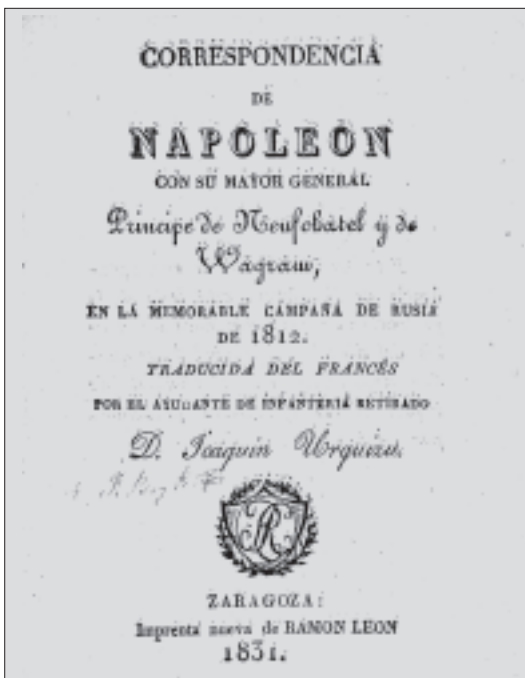 CORRESPONDENCIA
DE
NAPOLEON
CON SU MAYOR GENERAL
Principe de Neufchatel y de
Wagram,
EN LA MEMORABLE CAMPAÑA DE RUSIA
DE 1812.
TRADUCIDA DEL FRANCÉS
POR EL AYUDANTE DE INFANTERIA RETIRADO
D. Joaquin Urquizu.
ZARAGOZA:
Imprenta nueva de RAMON LEON
1831.